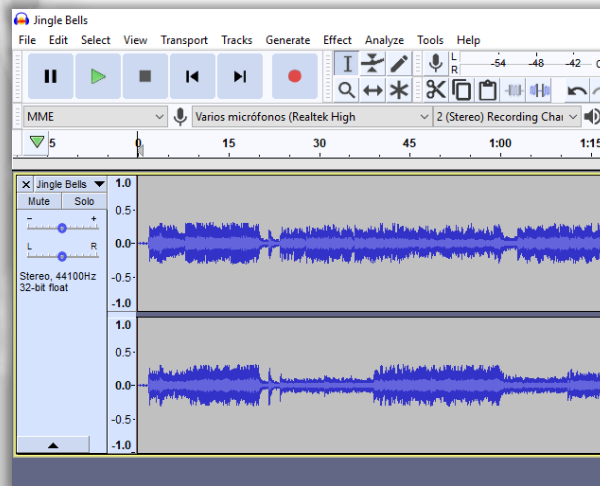 Jingle Bells
File Edit Select View Transport Tracks Generate Effect Analyze Tools Help
L -54 -48 -42
R
MME Varios micrófonos (Realtek High 2 (Stereo) Recording Chan
5 0 15 30 45 1:00 1:15
× Jingle Bells
Mute Solo
- +
L R
Stereo, 44100Hz
32-bit float
1.0
0.5
0.0
-0.5
-1.0
1.0
0.5
0.0
-0.5
-1.0